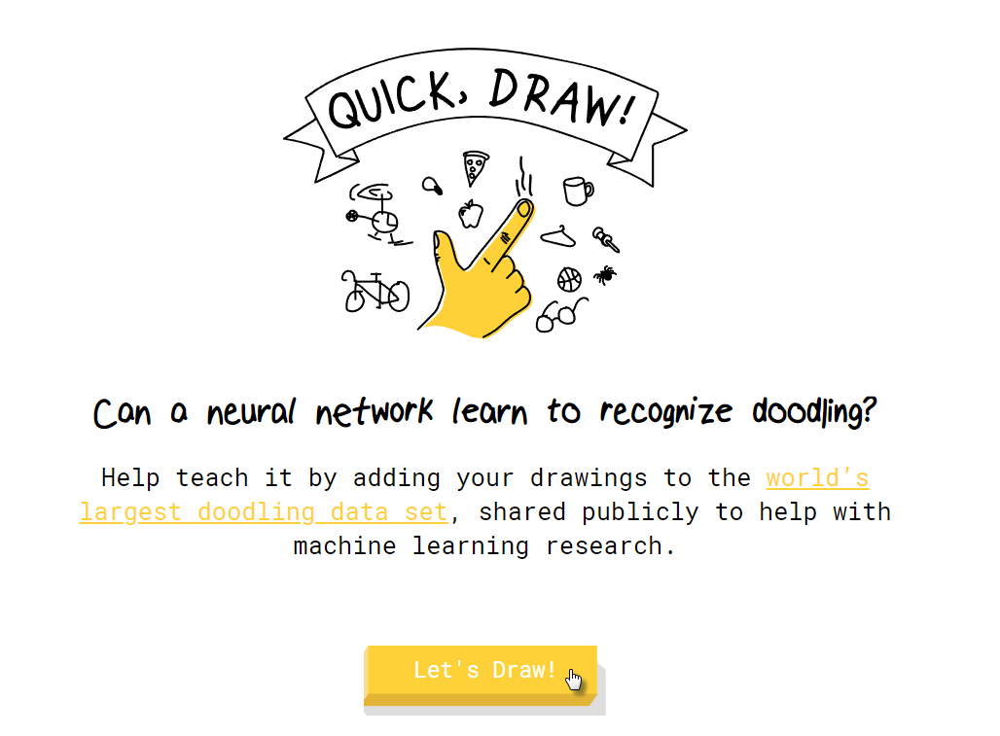 QUICK, DRAW!
Can a neural network learn to recognize doodling?
Help teach it by adding your drawings to the world’s
largest doodling data set, shared publicly to help with
machine learning research.
Let's Draw!